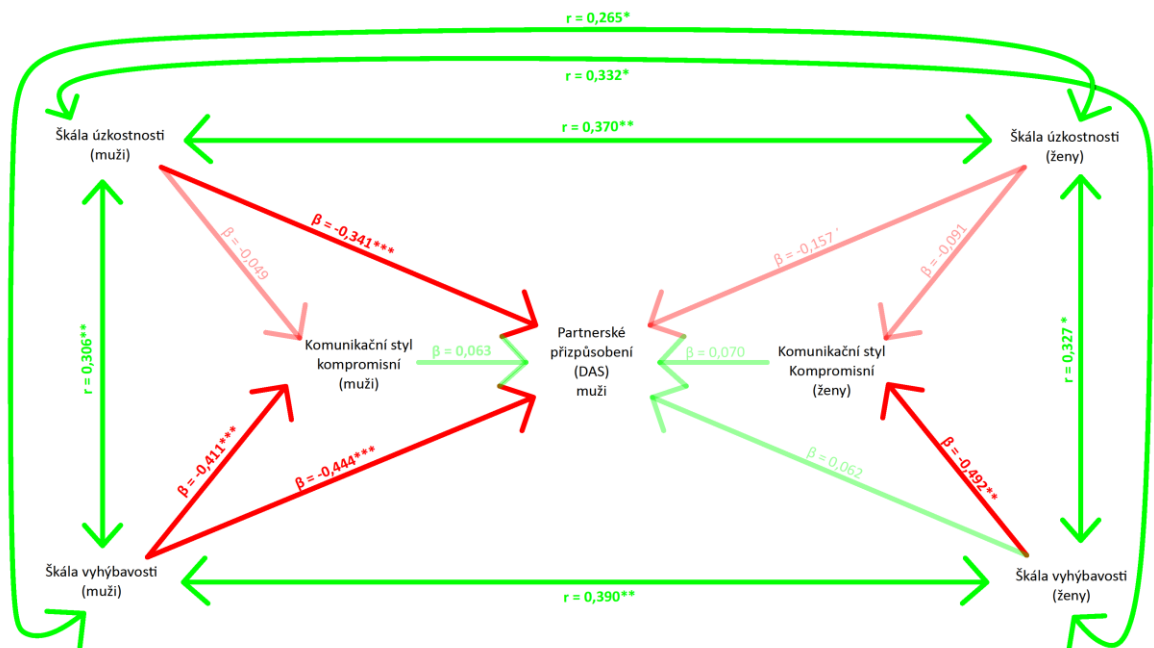 r = 0,265*
r = 0,332*
Škála úzkostnosti
(muži)
r = 0,370**
Škála úzkostnosti
(ženy)
β = -0,341***
β = -0,049
β = -0,157 ˙
β = -0,091
r = 0,306**
Komunikační styl
kompromisní
(muži)
β = 0,063
Partnerské
přizpůsobení
(DAS)
muži
β = 0,070
Komunikační styl
Kompromisní
(ženy)
r = 0,327 *
β = -0,411***
β = -0,444***
β = 0,062
β = -0,492**
Škála vyhýbavosti
(muži)
r = 0,390**
Škála vyhýbavosti
(ženy)